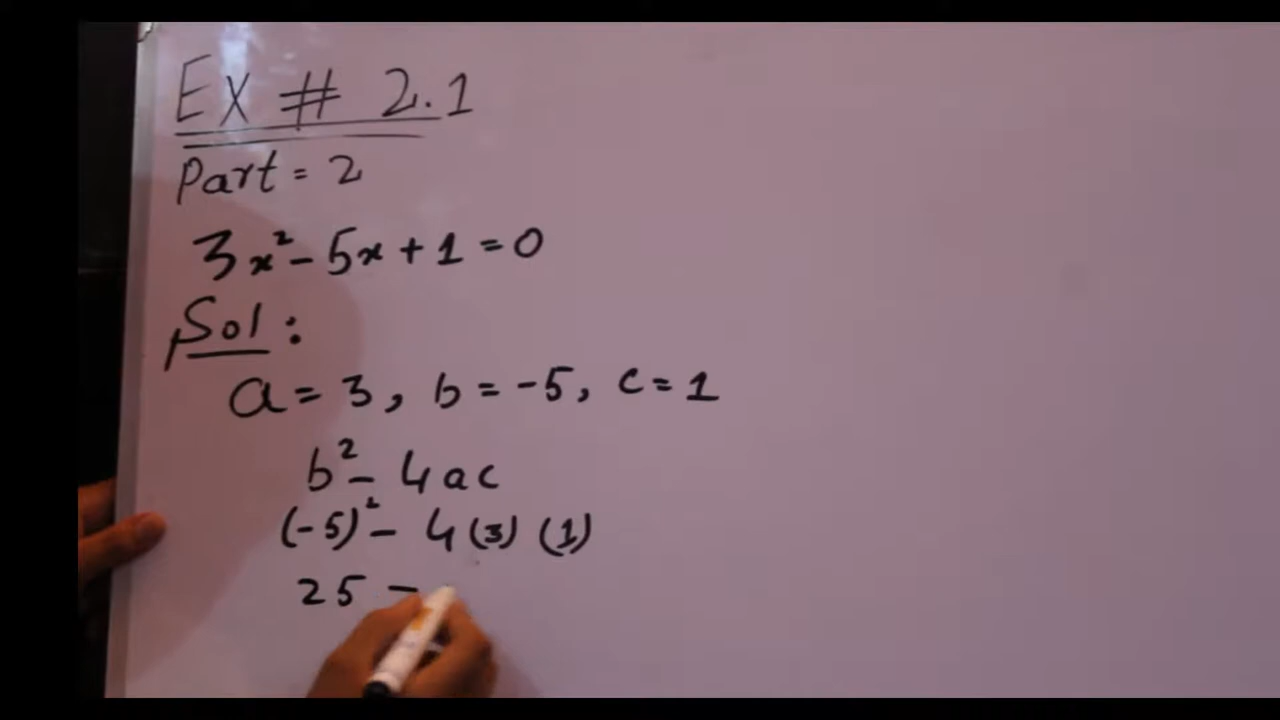 EX # 2.1
Part = 2
3x² - 5x + 1 = 0
Sol :
a = 3, b = -5, c = 1
b² - 4ac
(-5)² - 4(3) (1)
25 -